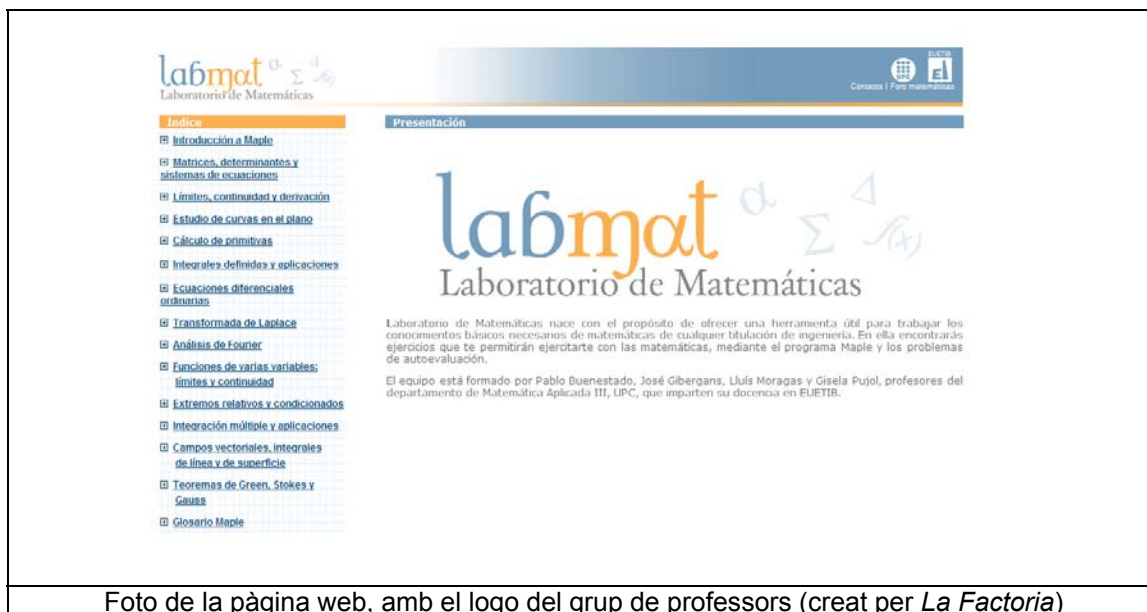 labmat α Σ Δ f(x)
Laboratorio de Matemáticas
UPC
EUETIB
Contacta | Foro matemáticas
Indice
Introducción a Maple
Matrices, determinantes y
sistemas de ecuaciones
Límites, continuidad y derivación
Estudio de curvas en el plano
Cálculo de primitivas
Integrales definidas y aplicaciones
Ecuaciones diferenciales
ordinarias
Transformada de Laplace
Análisis de Fourier
Funciones de varias variables:
límites y continuidad
Extremos relativos y condicionados
Integración múltiple y aplicaciones
Campos vectoriales, integrales
de línea y de superficie
Teoremas de Green, Stokes y
Gauss
Glosario Maple
Presentación
labmat α Σ Δ f(x)
Laboratorio de Matemáticas
Laboratorio de Matemáticas nace con el propósito de ofrecer una herramienta útil para trabajar los
conocimientos básicos necesarios de matemáticas de cualquier titulación de ingeniería. En ella encontrarás
ejercicios que te permitirán ejercitarte con las matemáticas, mediante el programa Maple y los problemas
de autoevaluación.
El equipo está formado por Pablo Buenestado, José Gibergans, Lluís Moragas y Gisela Pujol, profesores del
departamento de Matemática Aplicada III, UPC, que imparten su docencia en EUETIB.
Foto de la pàgina web, amb el logo del grup de professors (creat per La Factoria)